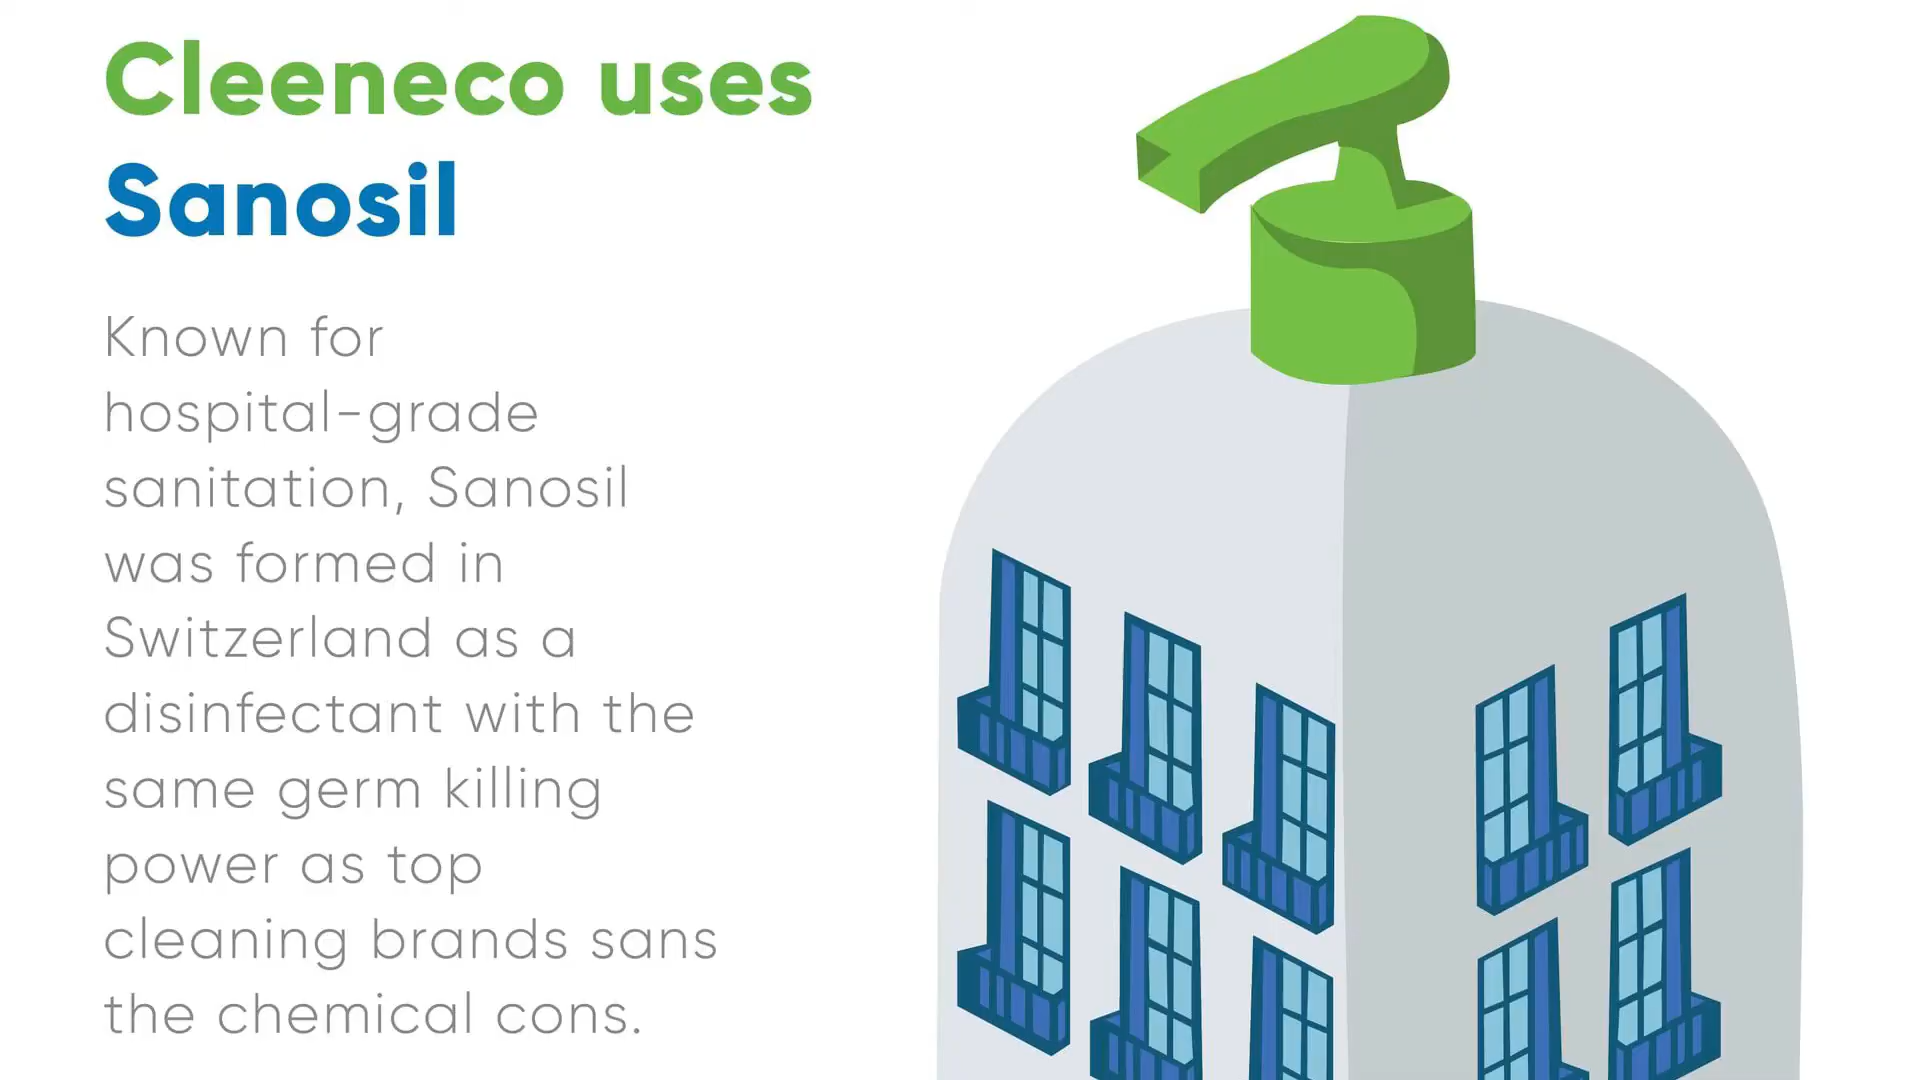 Cleeneco uses
Sanosil
Known for
hospital-grade
sanitation, Sanosil
was formed in
Switzerland as a
disinfectant with the
same germ killing
power as top
cleaning brands sans
the chemical cons.